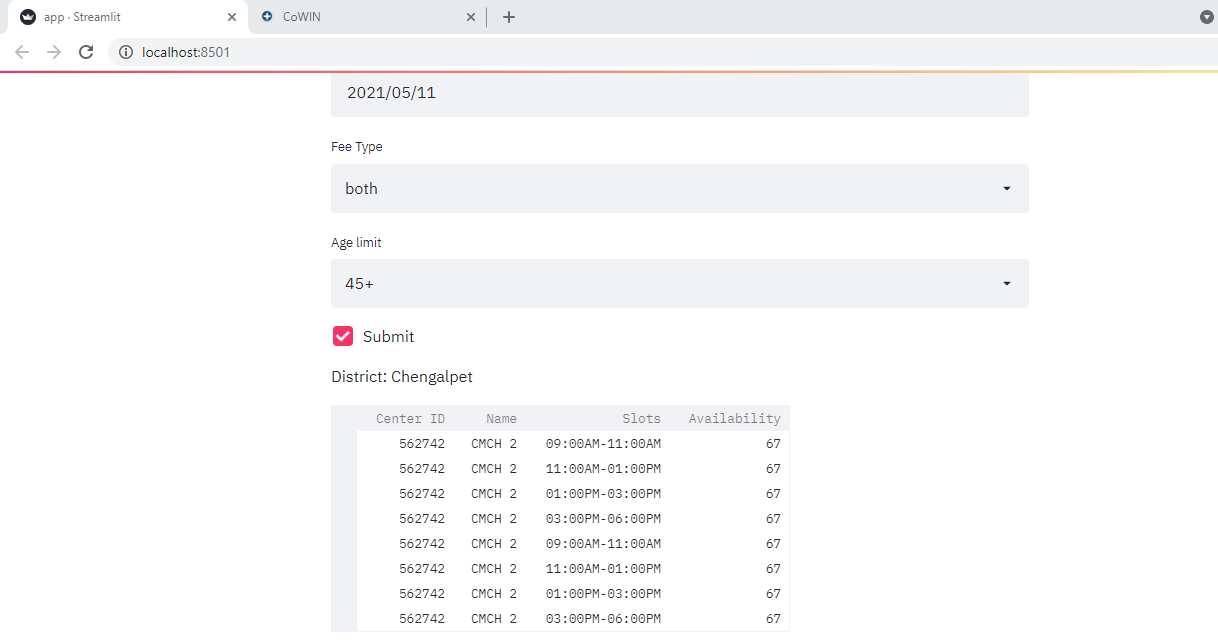 app · Streamlit CoWIN
localhost:8501
2021/05/11
Fee Type
both
Age limit
45+
Submit
District: Chengalpet
Center ID Name Slots Availability
562742 CMCH 2 09:00AM-11:00AM 67
562742 CMCH 2 11:00AM-01:00PM 67
562742 CMCH 2 01:00PM-03:00PM 67
562742 CMCH 2 03:00PM-06:00PM 67
562742 CMCH 2 09:00AM-11:00AM 67
562742 CMCH 2 11:00AM-01:00PM 67
562742 CMCH 2 01:00PM-03:00PM 67
562742 CMCH 2 03:00PM-06:00PM 67